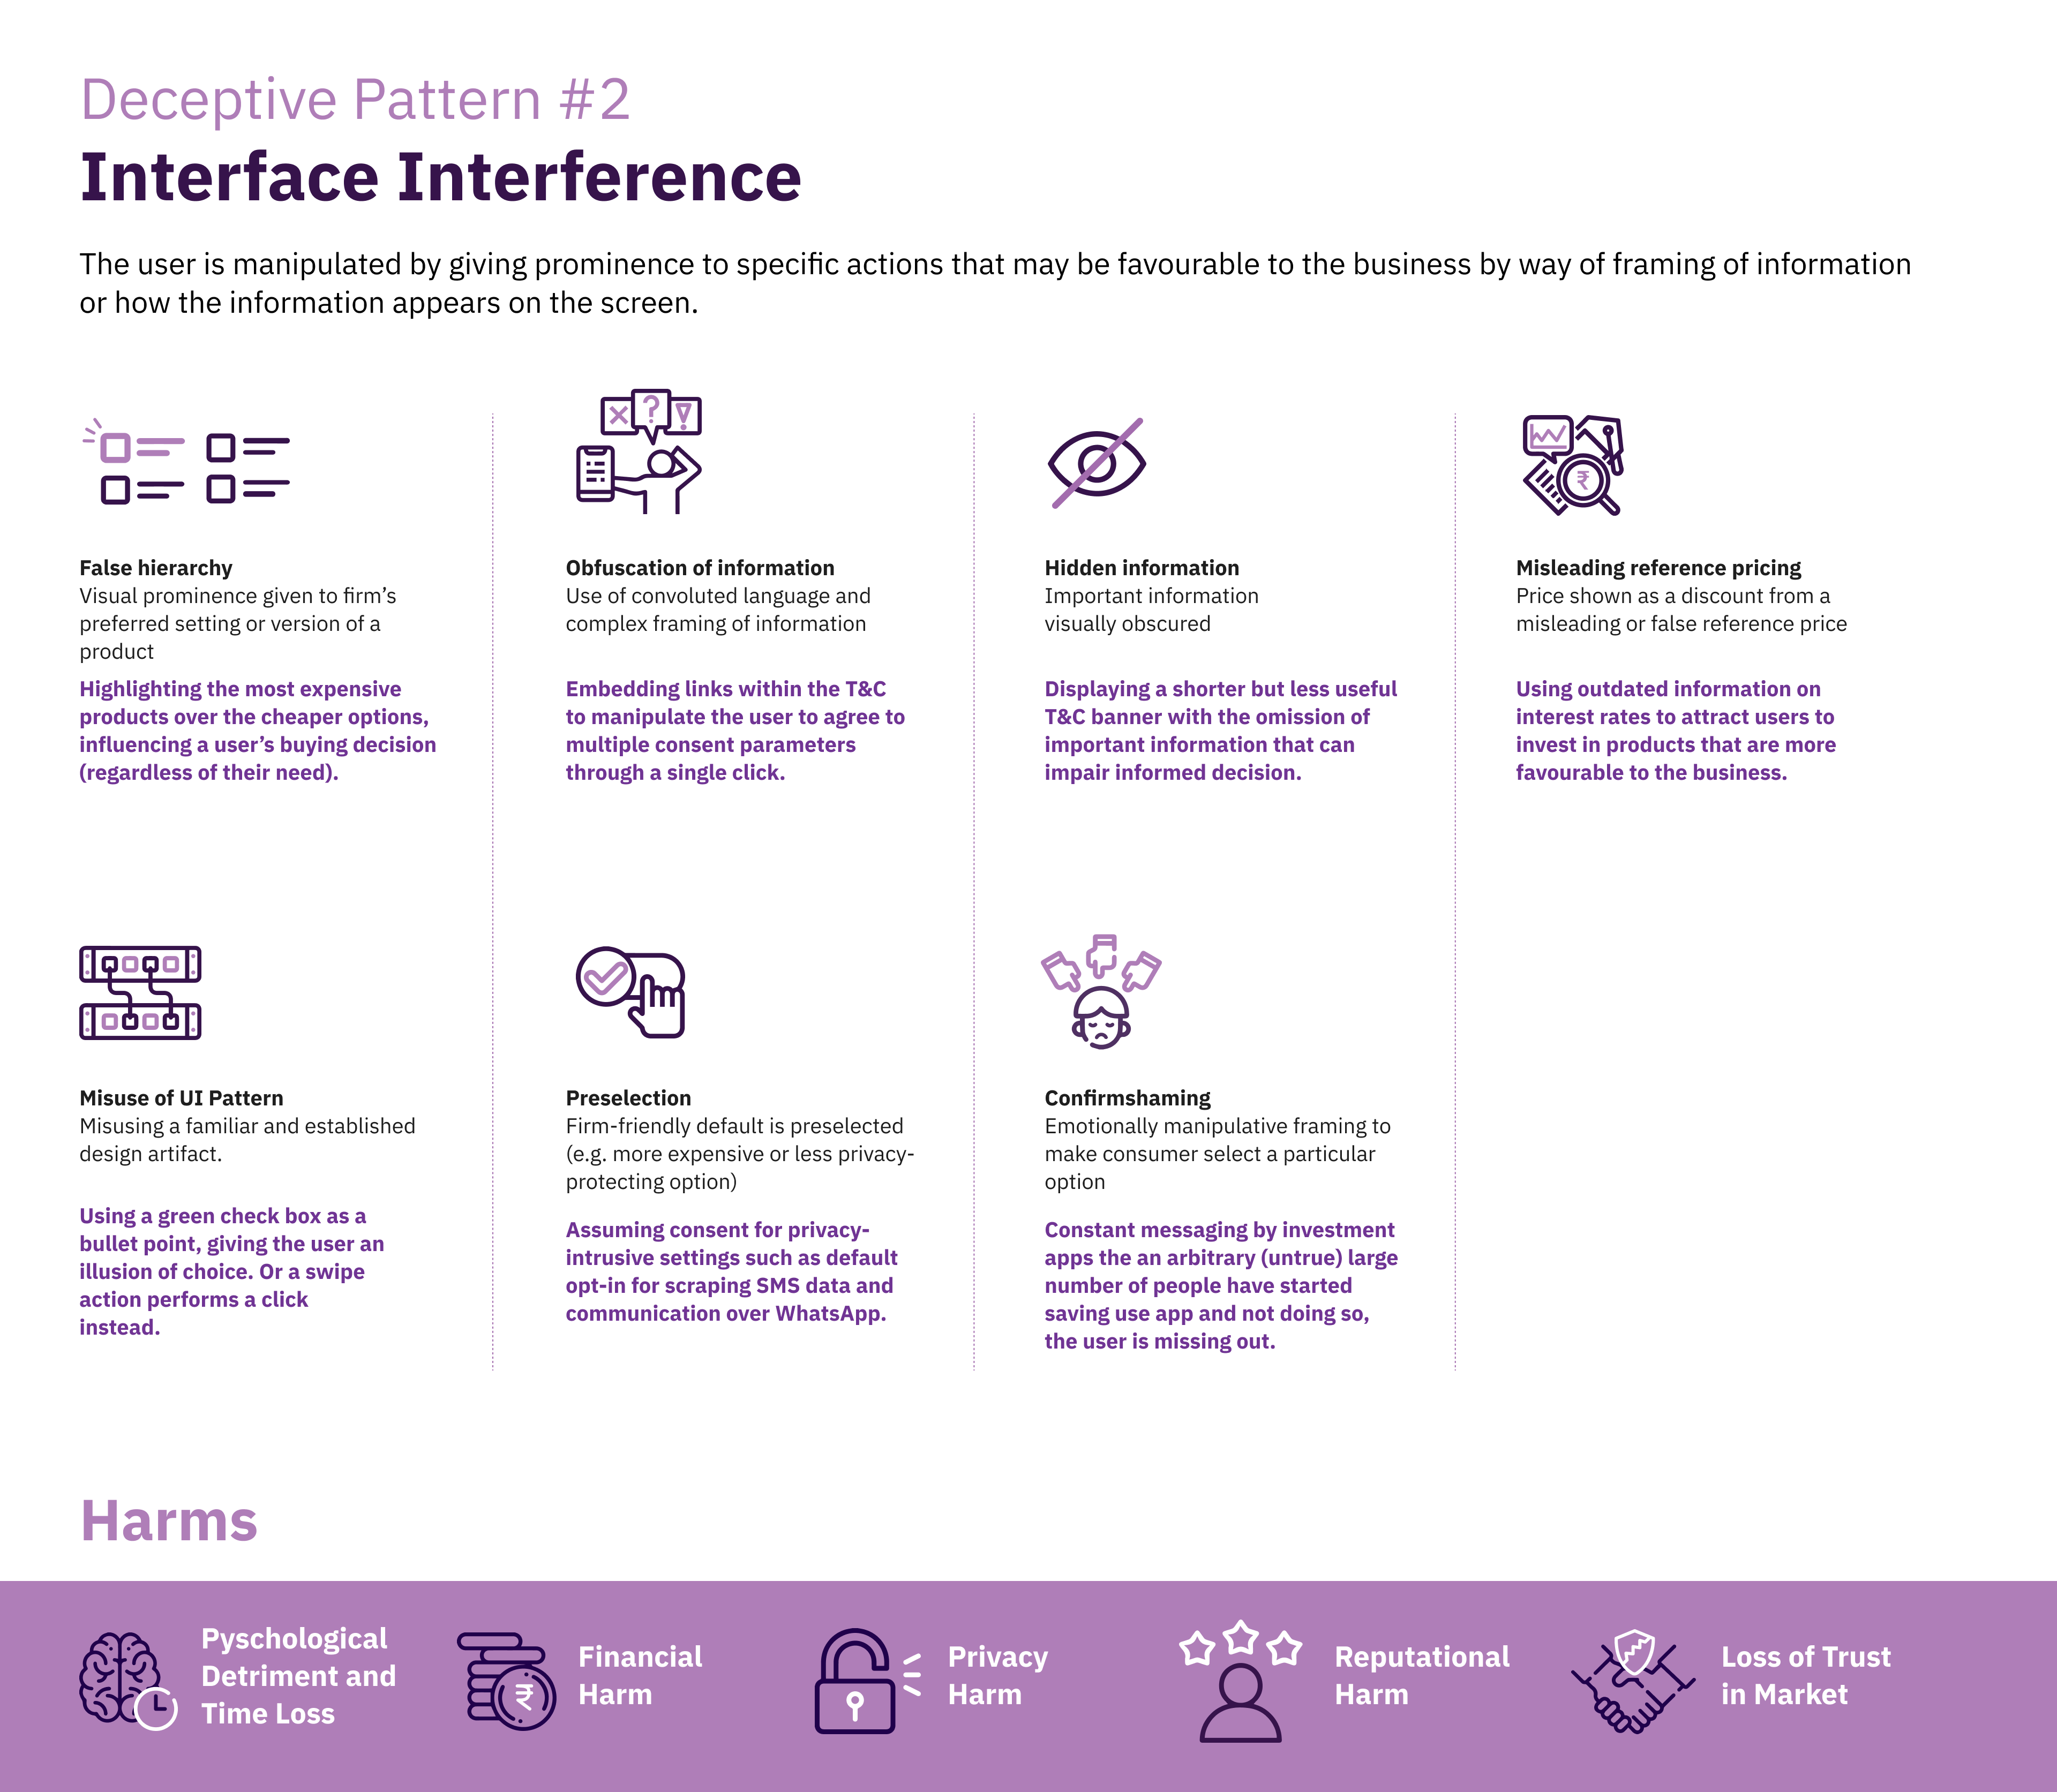 Deceptive Pattern #2
Interface Interference
The user is manipulated by giving prominence to specific actions that may be favourable to the business by way of framing of information
or how the information appears on the screen.
False hierarchy
Visual prominence given to firm’s
preferred setting or version of a
product
Highlighting the most expensive
products over the cheaper options,
influencing a user’s buying decision
(regardless of their need).
Obfuscation of information
Use of convoluted language and
complex framing of information
Embedding links within the T&C
to manipulate the user to agree to
multiple consent parameters
through a single click.
Hidden information
Important information
visually obscured
Displaying a shorter but less useful
T&C banner with the omission of
important information that can
impair informed decision.
Misleading reference pricing
Price shown as a discount from a
misleading or false reference price
Using outdated information on
interest rates to attract users to
invest in products that are more
favourable to the business.
Misuse of UI Pattern
Misusing a familiar and established
design artifact.
Using a green check box as a
bullet point, giving the user an
illusion of choice. Or a swipe
action performs a click
instead.
Preselection
Firm-friendly default is preselected
(e.g. more expensive or less privacy-
protecting option)
Assuming consent for privacy-
intrusive settings such as default
opt-in for scraping SMS data and
communication over WhatsApp.
Confirmshaming
Emotionally manipulative framing to
make consumer select a particular
option
Constant messaging by investment
apps the an arbitrary (untrue) large
number of people have started
saving use app and not doing so,
the user is missing out.
Harms
Pyschological
Detriment and
Time Loss
Financial
Harm
Privacy
Harm
Reputational
Harm
Loss of Trust
in Market